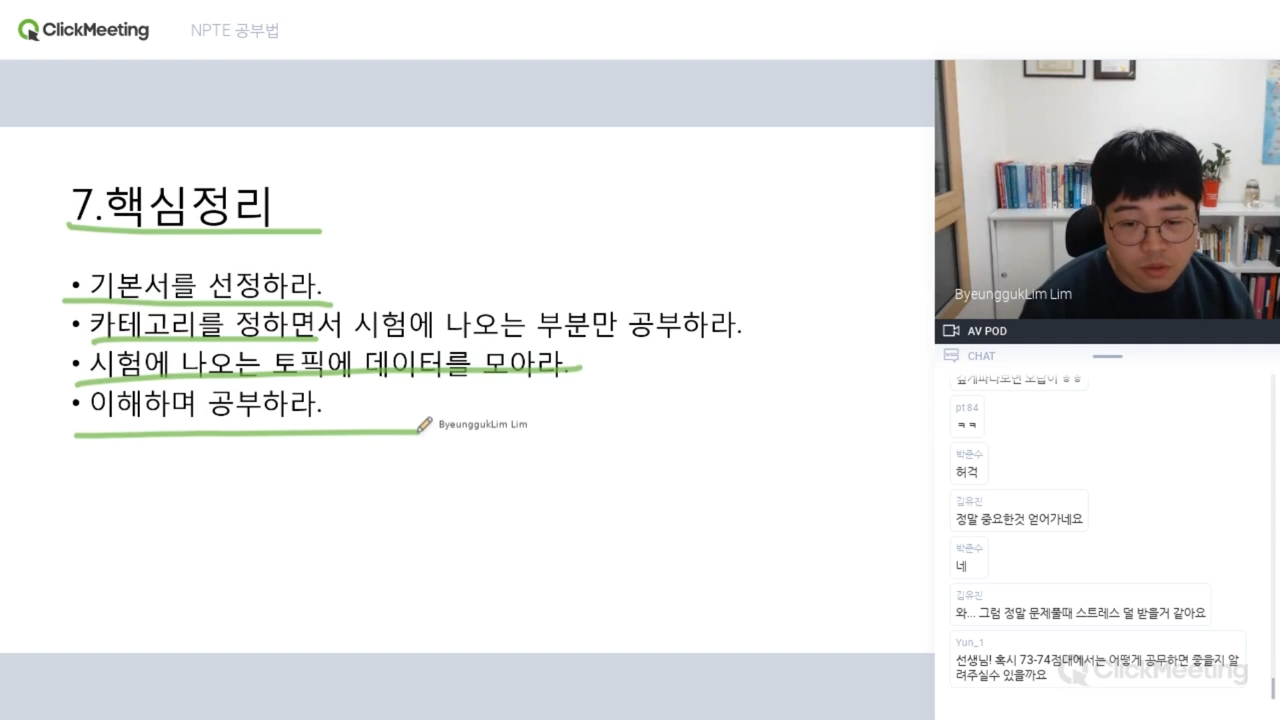 ClickMeeting
NPTE 공부법
7.핵심정리
• 기본서를 선정하라.
• 카테고리를 정하면서 시험에 나오는 부분만 공부하라.
• 시험에 나오는 토픽에 데이터를 모아라.
• 이해하며 공부하라.
ByeunggukLim Lim
ByeunggukLim Lim
AV POD
CHAT
pt84
ㅋㅋ
박준수
허걱
김유진
정말 중요한것 얻어가네요
박준수
네
김유진
와... 그럼 정말 문제풀때 스트레스 덜 받을거 같아요
Yun_1
선생님! 혹시 73-74점대에서는 어떻게 공부하면 좋을지 알
려주실수 있을까요
ClickMeeting